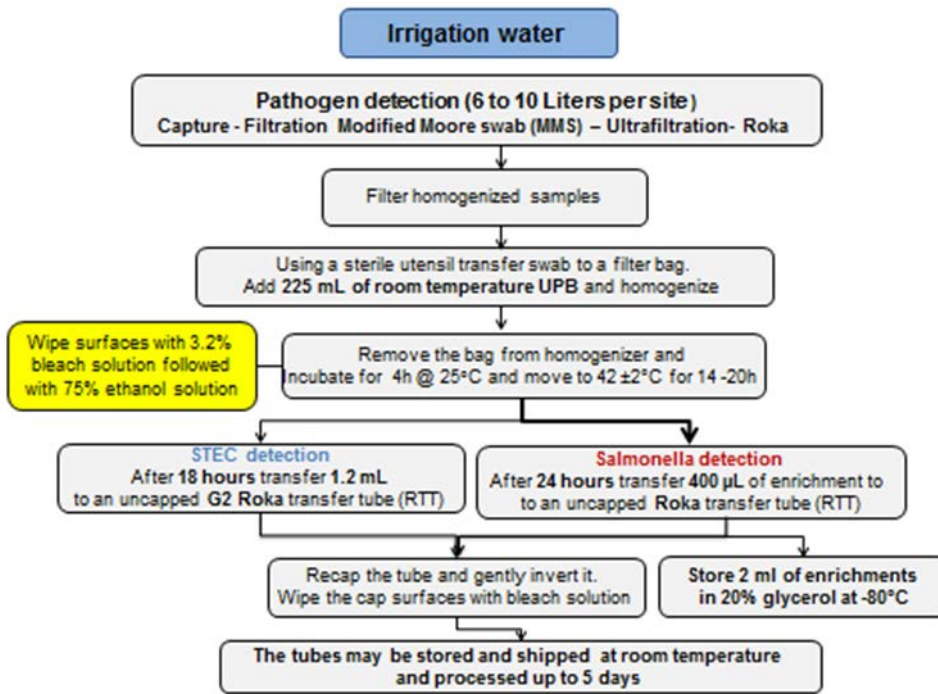 Irrigation water
Pathogen detection (6 to 10 Liters per site)
Capture - Filtration Modified Moore swab (MMS) – Ultrafiltration- Roka
Filter homogenized samples
Using a sterile utensil transfer swab to a filter bag.
Add 225 mL of room temperature UPB and homogenize
Wipe surfaces with 3.2%
bleach solution followed
with 75% ethanol solution
Remove the bag from homogenizer and
Incubate for 4h @ 25°C and move to 42 ±2°C for 14 -20h
STEC detection
After 18 hours transfer 1.2 mL
to an uncapped G2 Roka transfer tube (RTT)
Salmonella detection
After 24 hours transfer 400 µL of enrichment to
to an uncapped Roka transfer tube (RTT)
Recap the tube and gently invert it.
Wipe the cap surfaces with bleach solution
Store 2 ml of enrichments
in 20% glycerol at -80°C
The tubes may be stored and shipped at room temperature
and processed up to 5 days